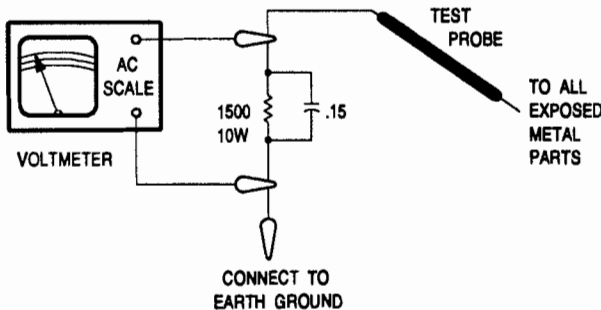 TEST
PROBE
AC
SCALE
1500
10W
.15
TO ALL
EXPOSED
METAL
PARTS
VOLTMETER
CONNECT TO
EARTH GROUND